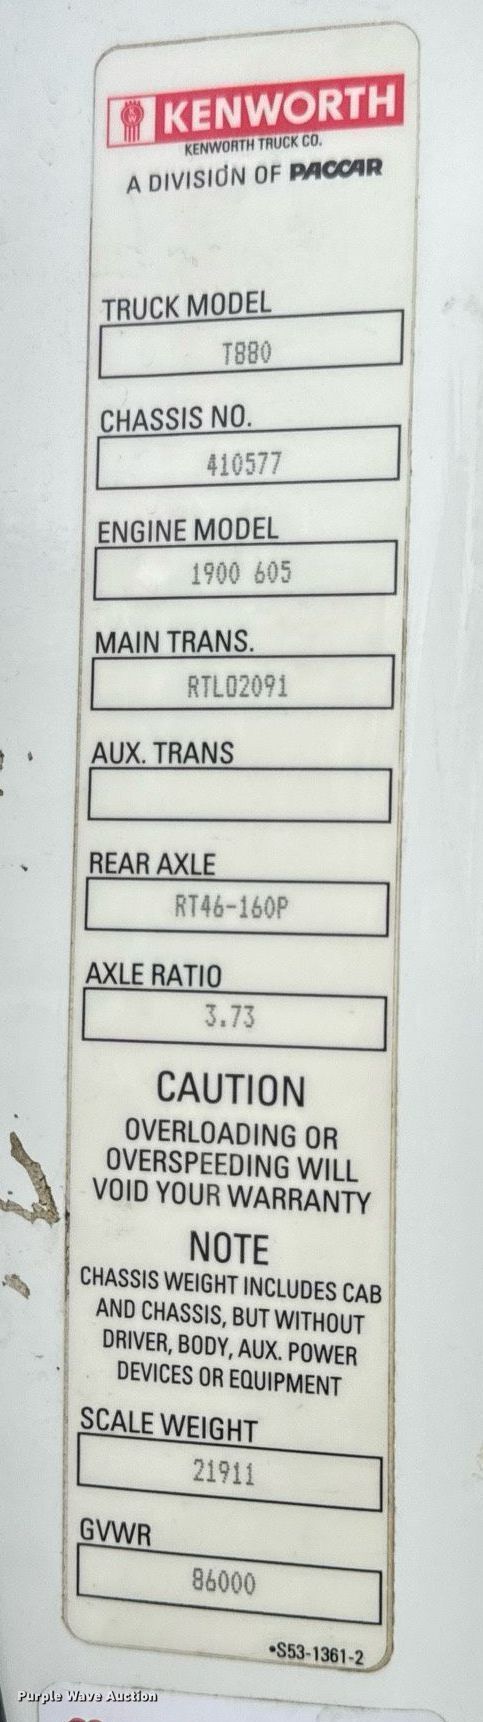 KENWORTH
KENWORTH TRUCK CO.
A DIVISION OF PACCAR
TRUCK MODEL
T880
CHASSIS NO.
410577
ENGINE MODEL
1900 605
MAIN TRANS.
RTLO2091
AUX. TRANS
REAR AXLE
RT46-160P
AXLE RATIO
3.73
CAUTION
OVERLOADING OR
OVERSPEEDING WILL
VOID YOUR WARRANTY
NOTE
CHASSIS WEIGHT INCLUDES CAB
AND CHASSIS, BUT WITHOUT
DRIVER, BODY, AUX. POWER
DEVICES OR EQUIPMENT
SCALE WEIGHT
21911
GVWR
86000
•S53-1361-2
Purple Wave Auction